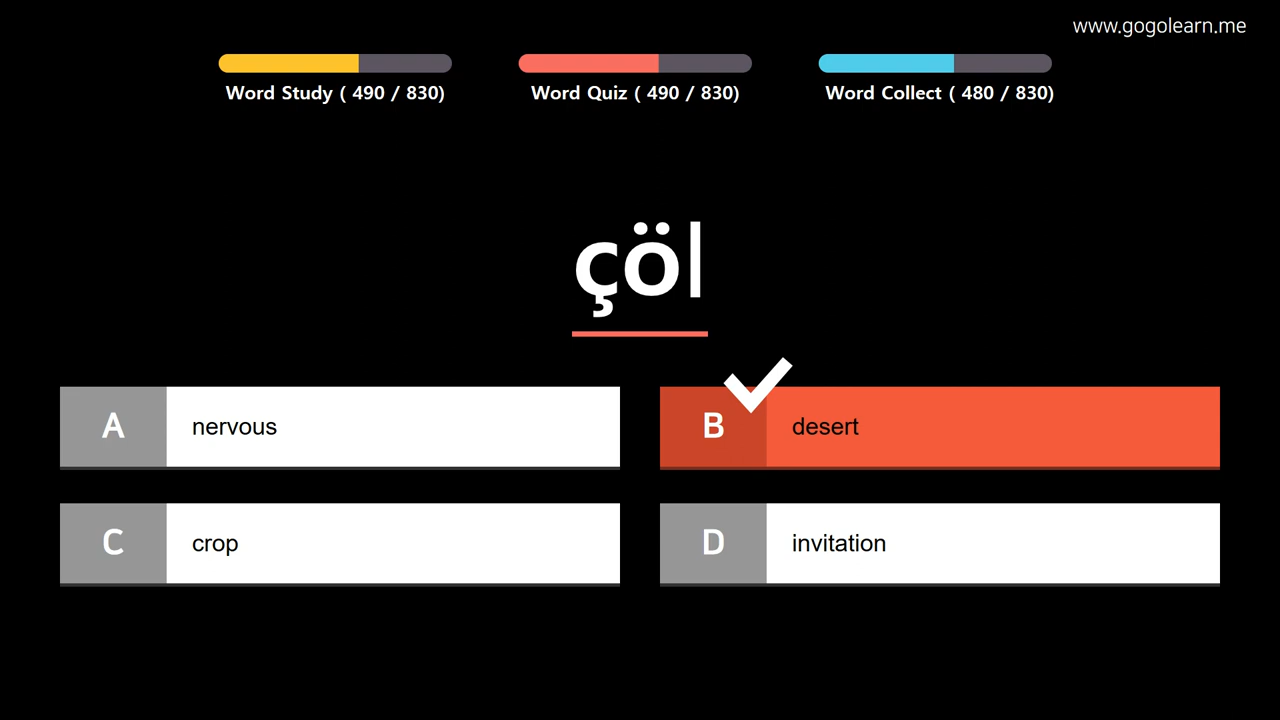 www.gogolearn.me
Word Study ( 490 / 830)
Word Quiz ( 490 / 830)
Word Collect ( 480 / 830)
çöl
A nervous
B desert
C crop
D invitation